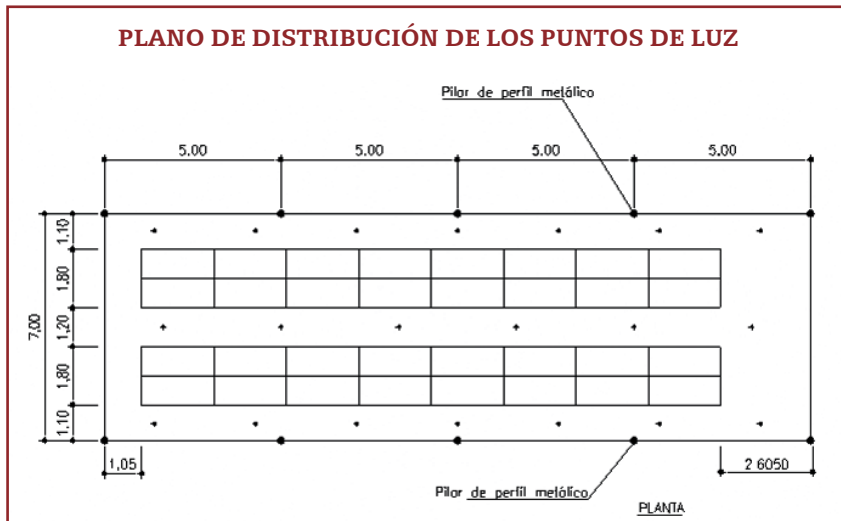 PLANO DE DISTRIBUCIÓN DE LOS PUNTOS DE LUZ
Pilar de perfil metálico
5.00 5.00 5.00 5.00
1.10
1.80
1.20
1.80
1.10
7,00
1,05
2 6050
Pilar de perfil metálico
PLANTA